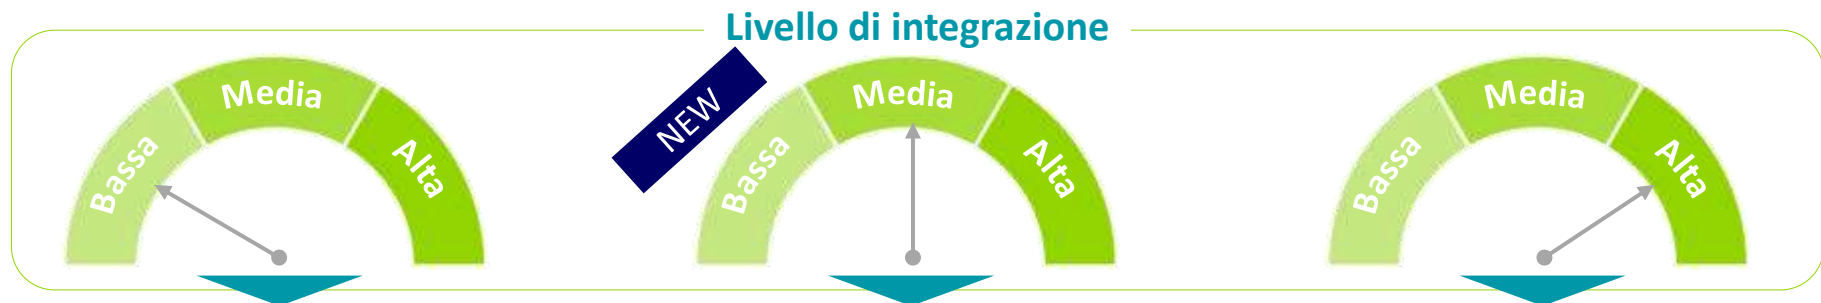 Livello di integrazione
Bassa
Media
Alta
NEW
Bassa
Media
Alta
Bassa
Media
Alta